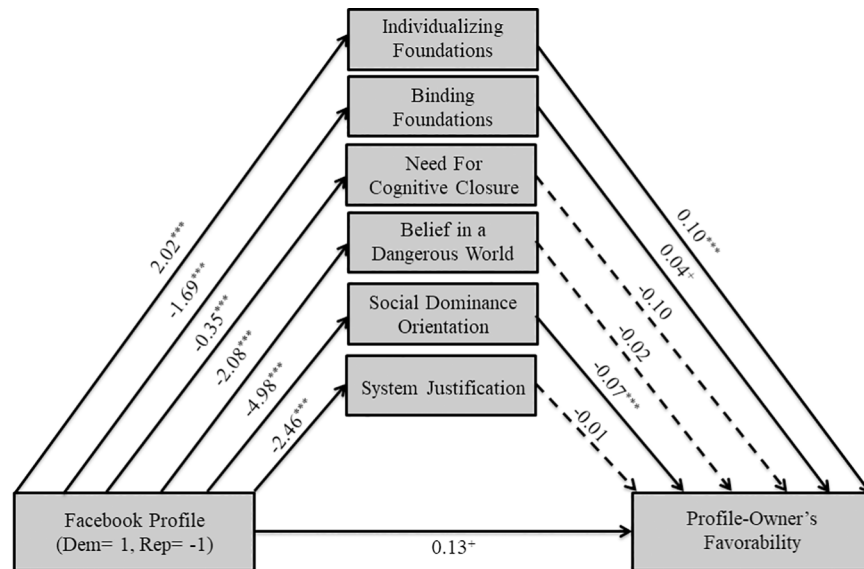 Individualizing
Foundations
Binding
Foundations
Need For
Cognitive Closure
Belief in a
Dangerous World
Social Dominance
Orientation
System Justification
2.02***
-1.69***
-0.35***
-2.08***
-4.98***
-2.46***
0.10***
0.04+
-0.10
-0.02
-0.07***
-0.01
Facebook Profile
(Dem= 1, Rep= -1)
0.13+
Profile-Owner's
Favorability